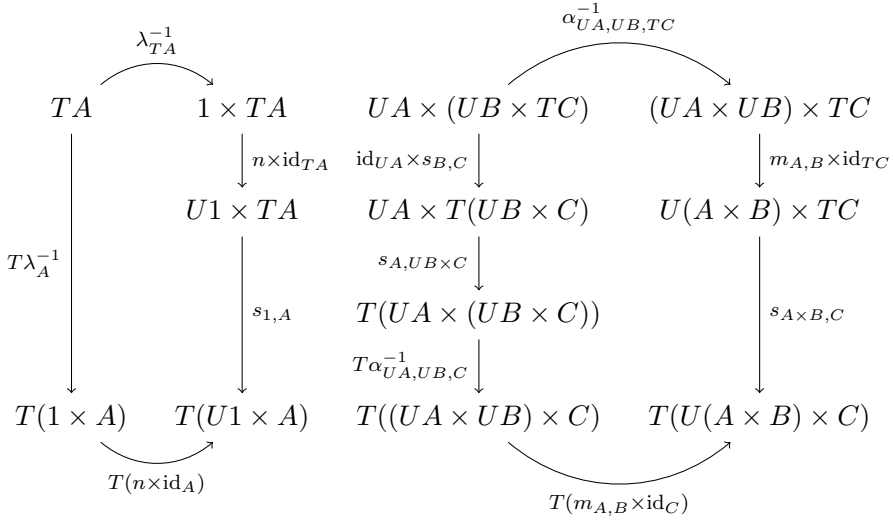 λ_{TA}^{-1} α_{UA,UB,TC}^{-1}
TA 1 × TA UA × (UB × TC) (UA × UB) × TC
n×id_{TA} id_{UA}×s_{B,C} m_{A,B}×id_{TC}
U1 × TA UA × T(UB × C) U(A × B) × TC
Tλ_A^{-1} s_{A,UB×C}
s_{1,A} T(UA × (UB × C)) s_{A×B,C}
Tα_{UA,UB,C}^{-1}
T(1 × A) T(U1 × A) T((UA × UB) × C) T(U(A × B) × C)
T(n×id_A) T(m_{A,B}×id_C)